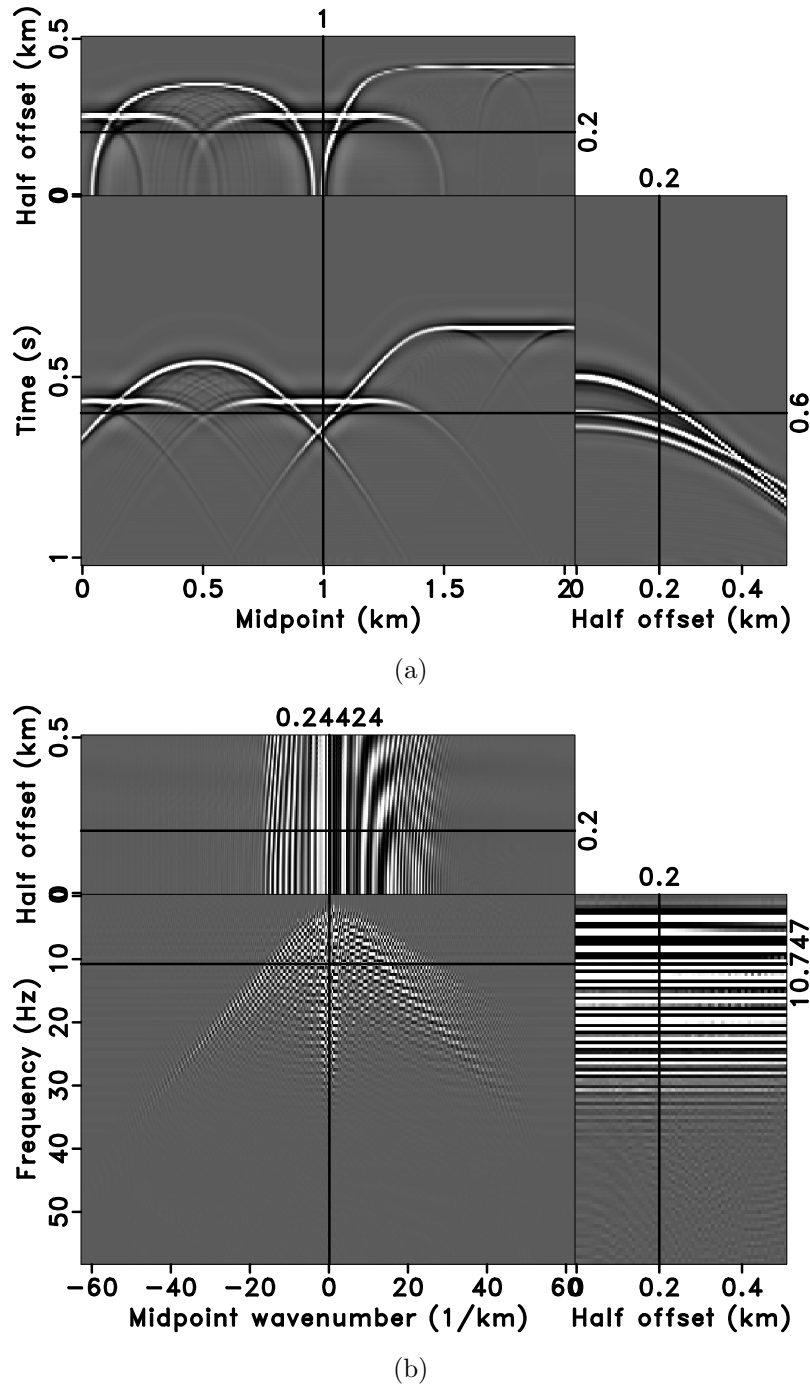 1
Half offset (km)
0.5
0
0.2
0.2
Time (s)
0.5
1
0.6
0 0.5 1 1.5 2 0 0.2 0.4
Midpoint (km) Half offset (km)
(a)
0.24424
Half offset (km)
0.5
0
0.2
0.2
Frequency (Hz)
0
10
20
30
40
50
10.747
−60 −40 −20 0 20 40 60 0 0.2 0.4
Midpoint wavenumber (1/km) Half offset (km)
(b)